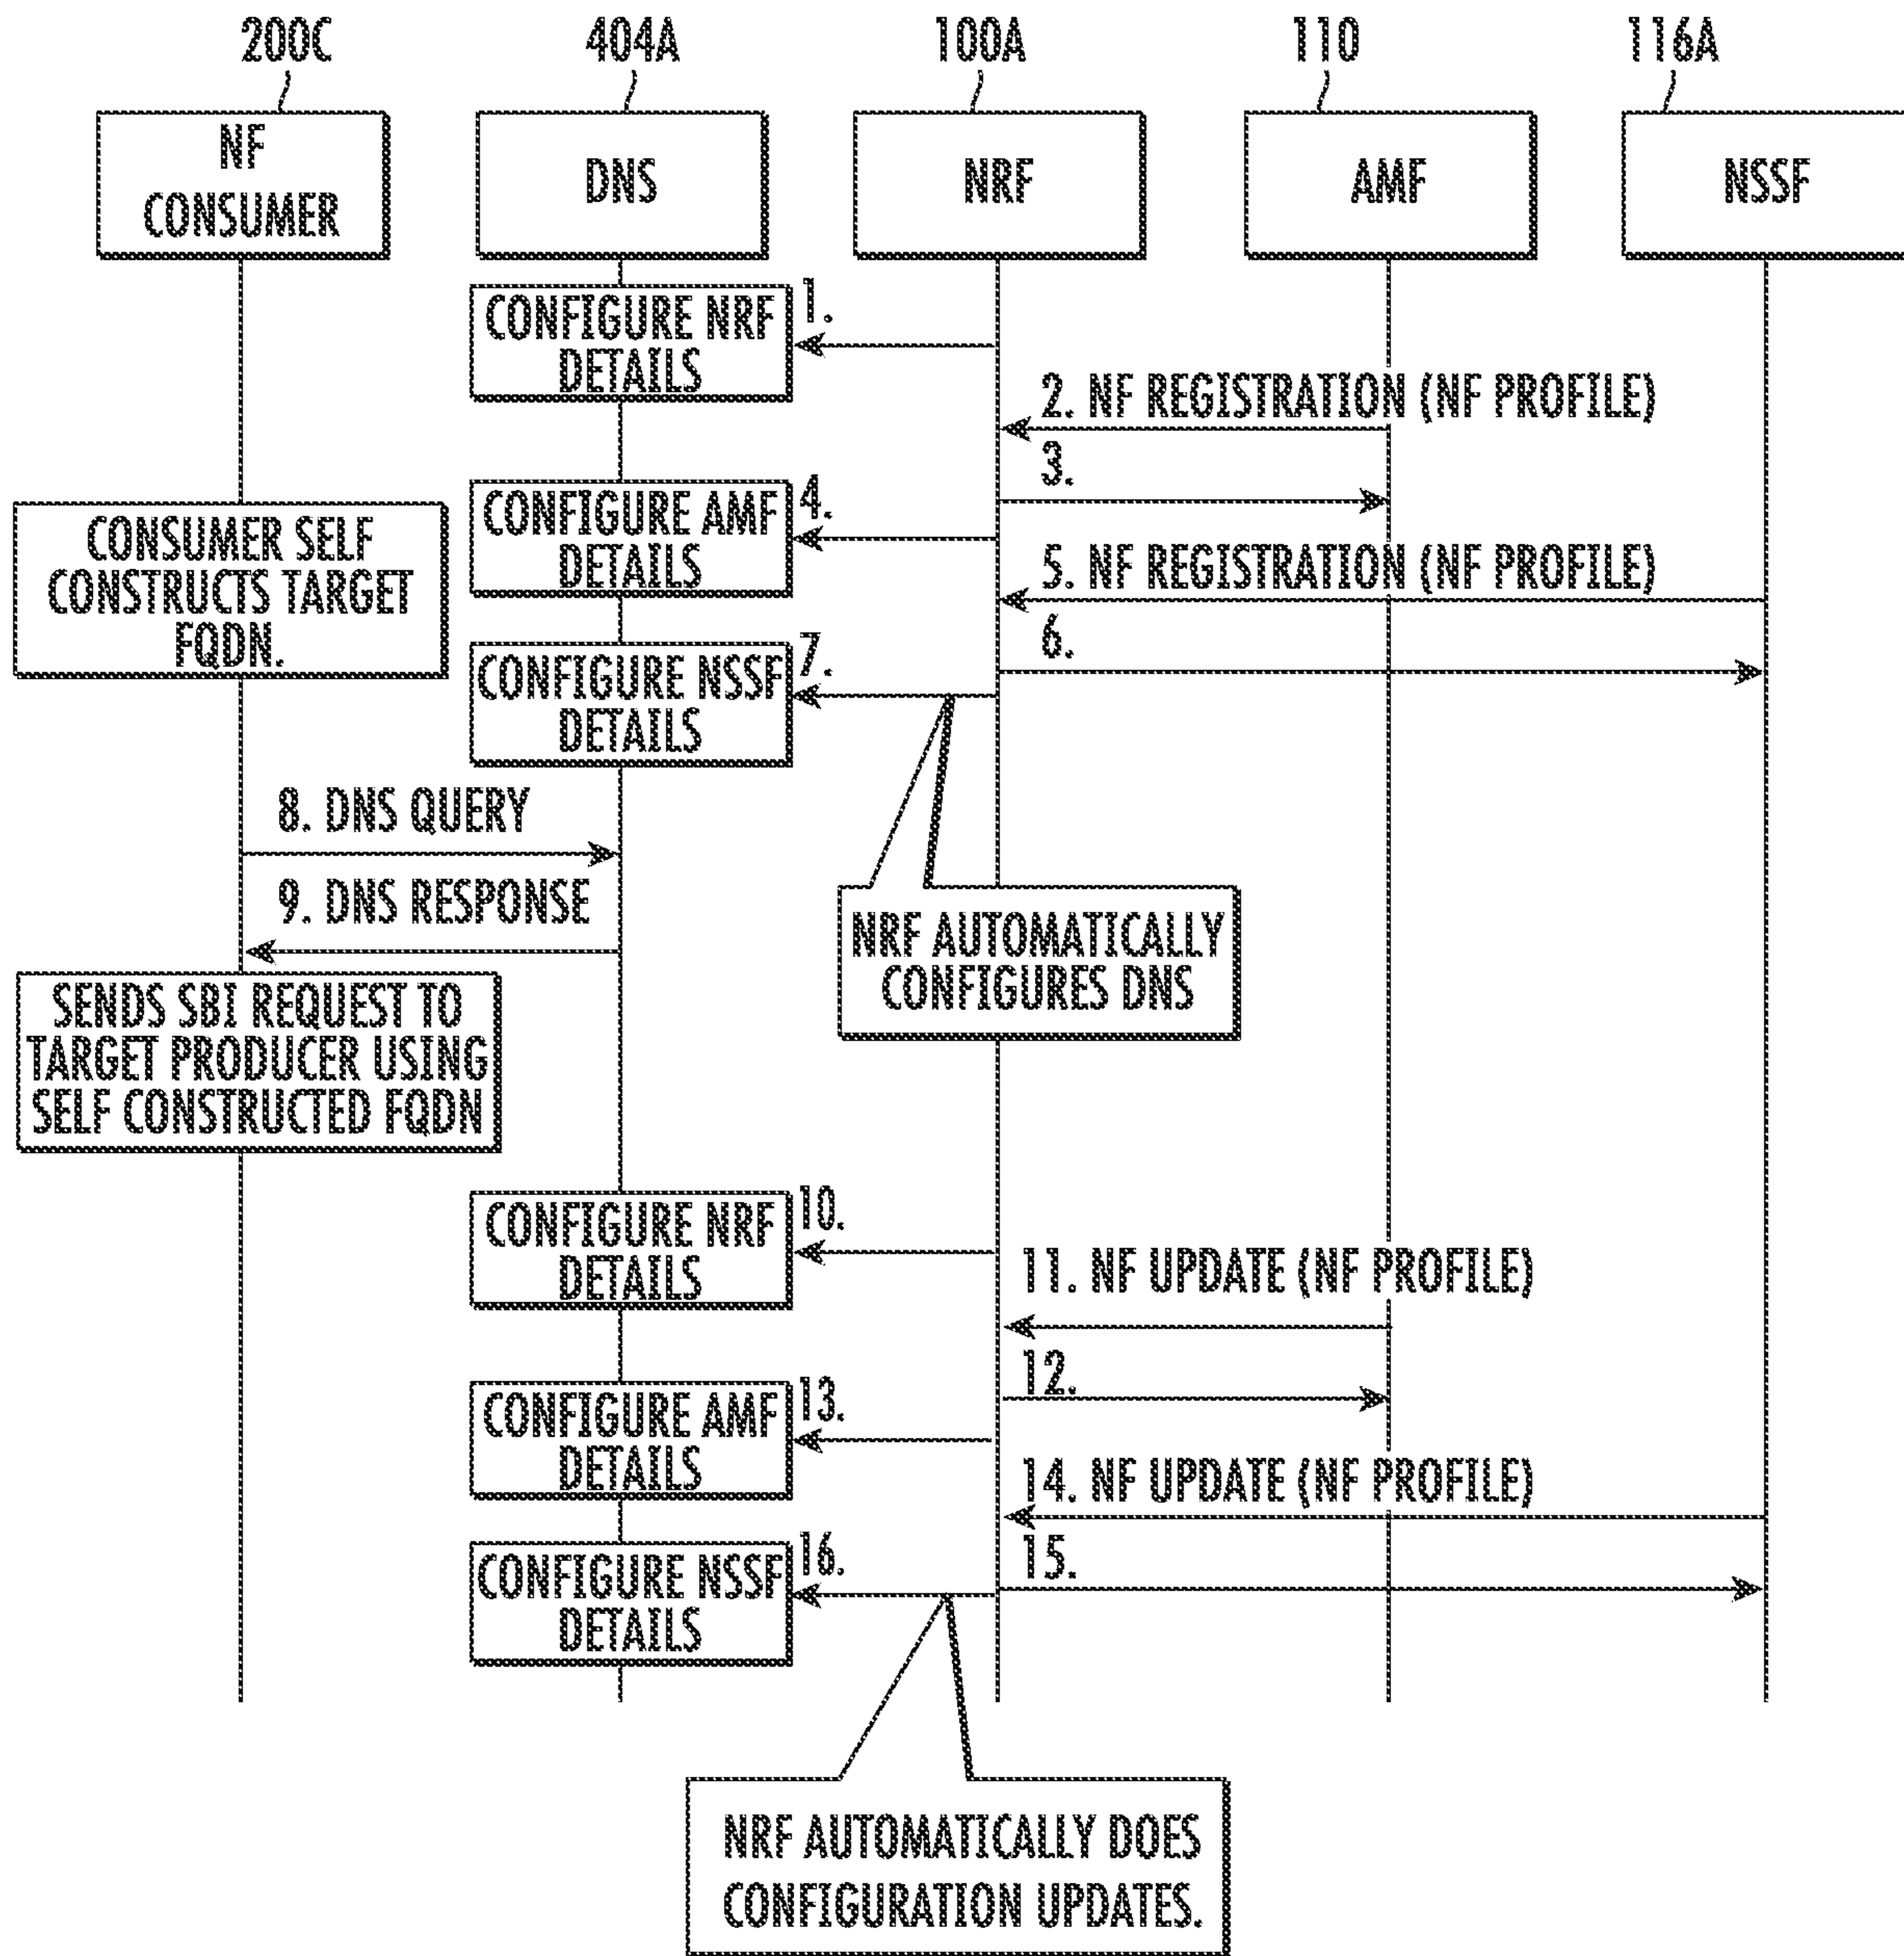 200C
404A
100A
110
116A
NF
CONSUMER
DNS
NRF
AMF
NSSF
CONFIGURE NRF
DETAILS
1.
2. NF REGISTRATION (NF PROFILE)
3.
CONFIGURE AMF
DETAILS
4.
CONSUMER SELF
CONSTRUCTS TARGET
FQDN.
5. NF REGISTRATION (NF PROFILE)
6.
CONFIGURE NSSF
DETAILS
7.
8. DNS QUERY
9. DNS RESPONSE
NRF AUTOMATICALLY
CONFIGURES DNS
SENDS SBI REQUEST TO
TARGET PRODUCER USING
SELF CONSTRUCTED FQDN
CONFIGURE NRF
DETAILS
10.
11. NF UPDATE (NF PROFILE)
12.
CONFIGURE AMF
DETAILS
13.
14. NF UPDATE (NF PROFILE)
15.
CONFIGURE NSSF
DETAILS
16.
NRF AUTOMATICALLY DOES
CONFIGURATION UPDATES.